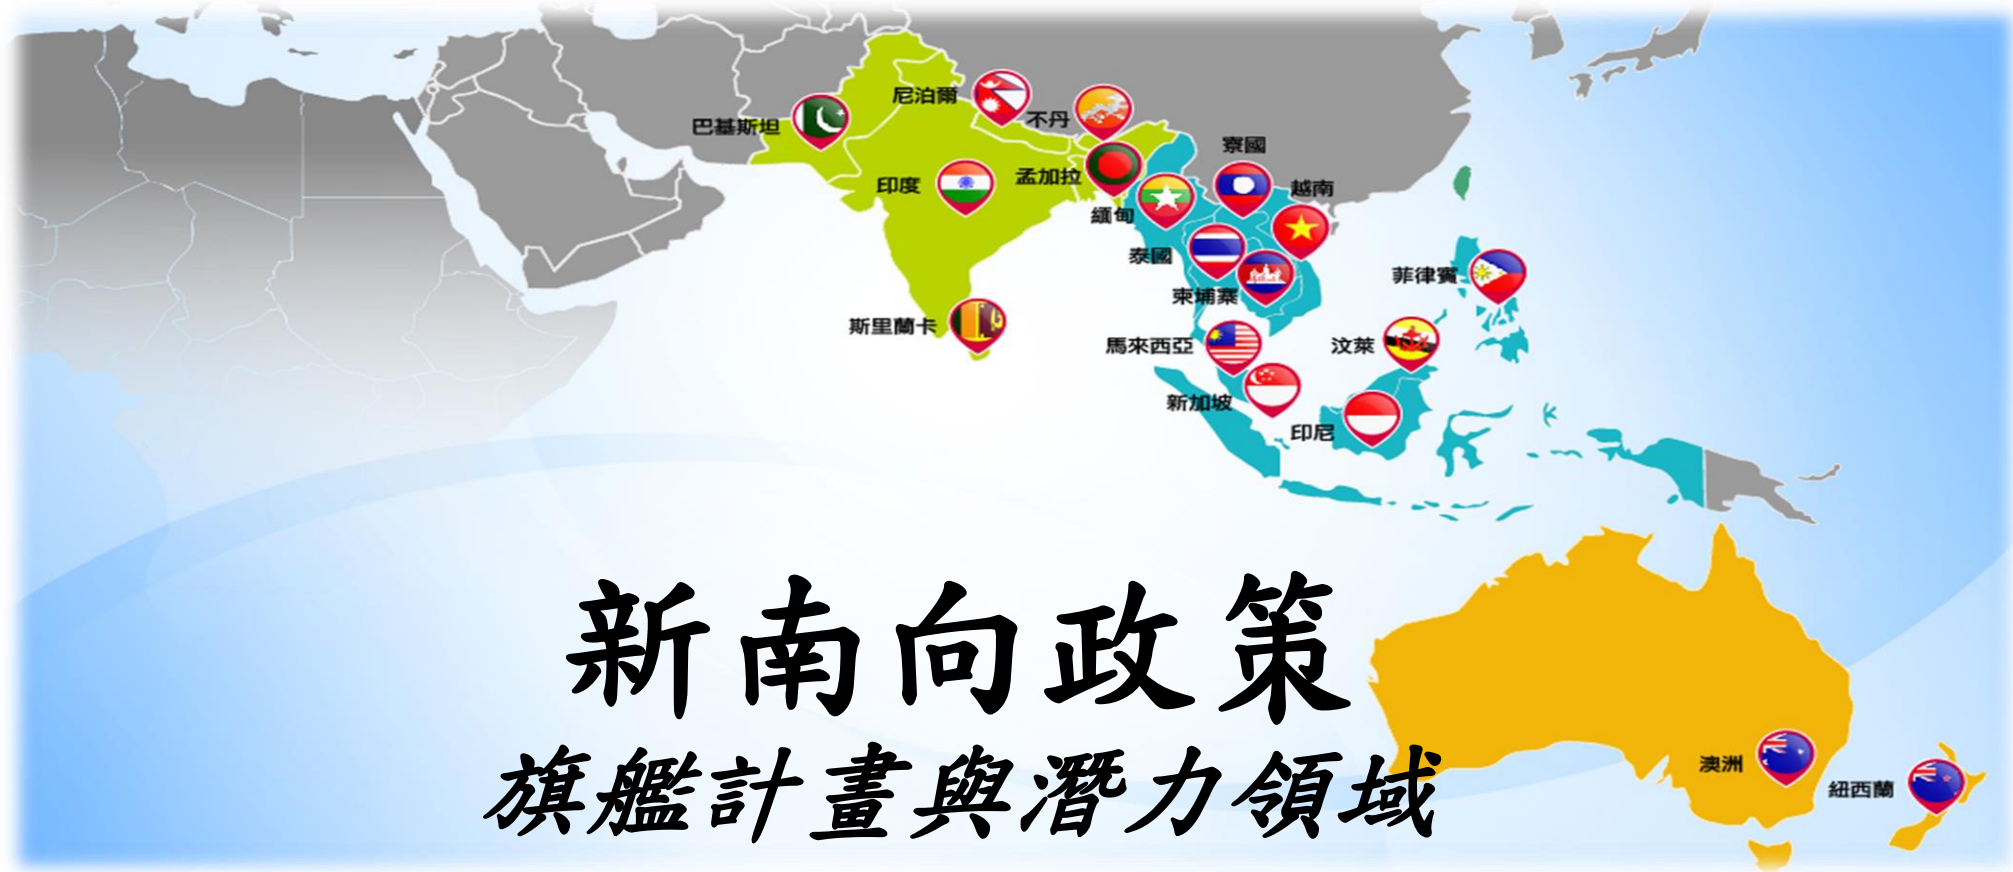 尼泊爾
不丹
巴基斯坦
寮國
孟加拉
印度
越南
緬甸
泰國
菲律賓
柬埔寨
斯里蘭卡
馬來西亞
汶萊
新加坡
印尼
新南向政策
旗艦計畫與潛力領域
澳洲
紐西蘭